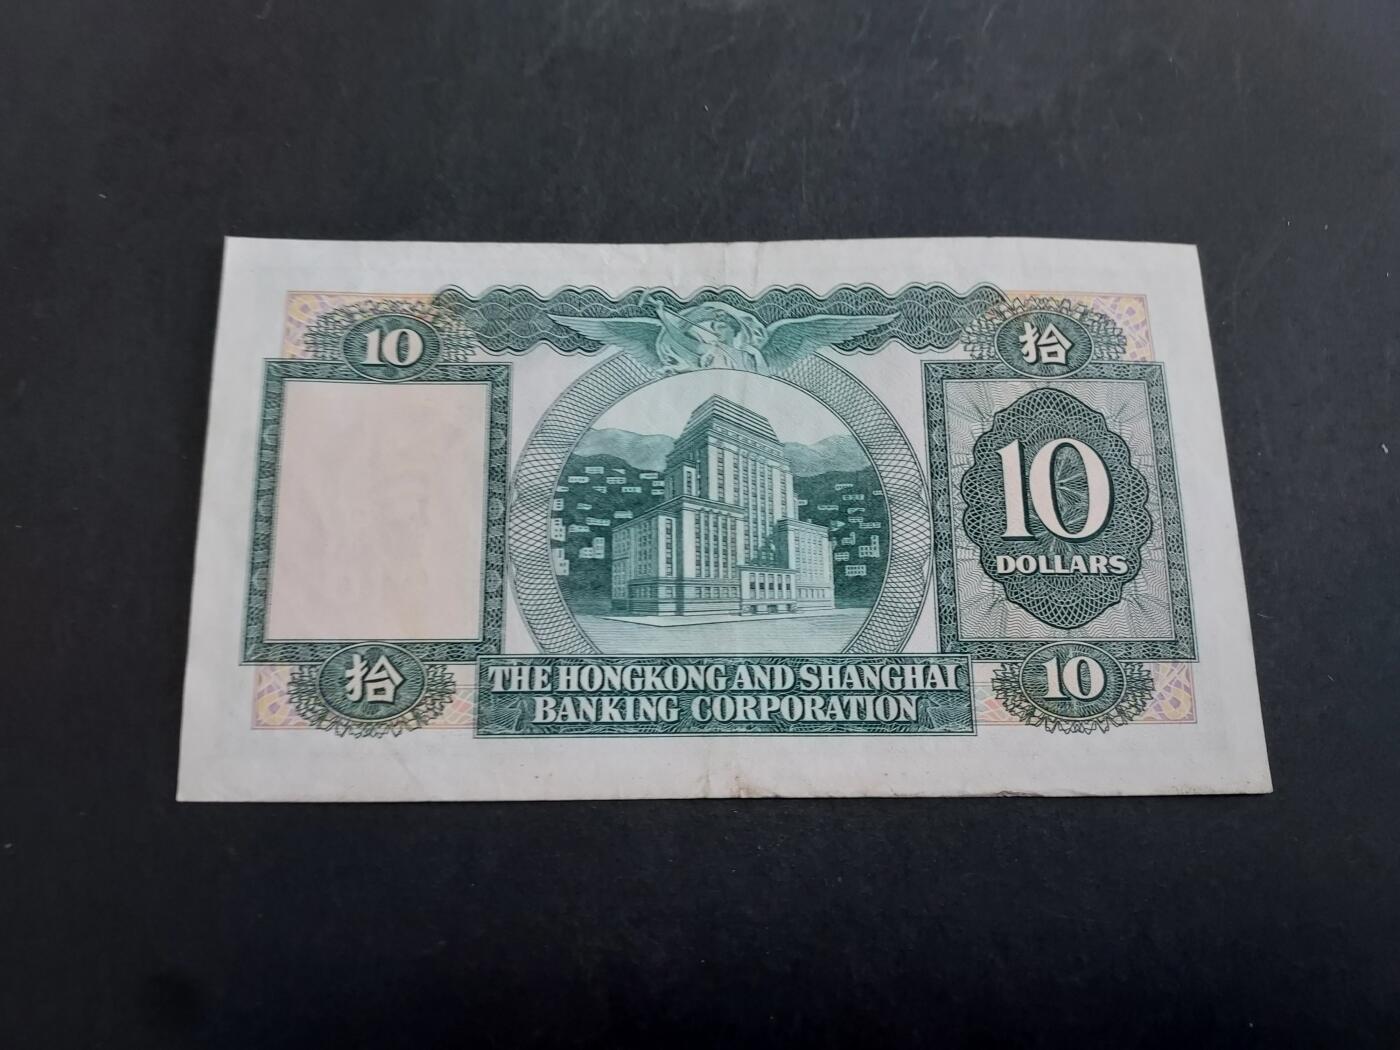 10
拾
10
DOLLARS
拾
10
THE HONGKONG AND SHANGHAI
BANKING CORPORATION